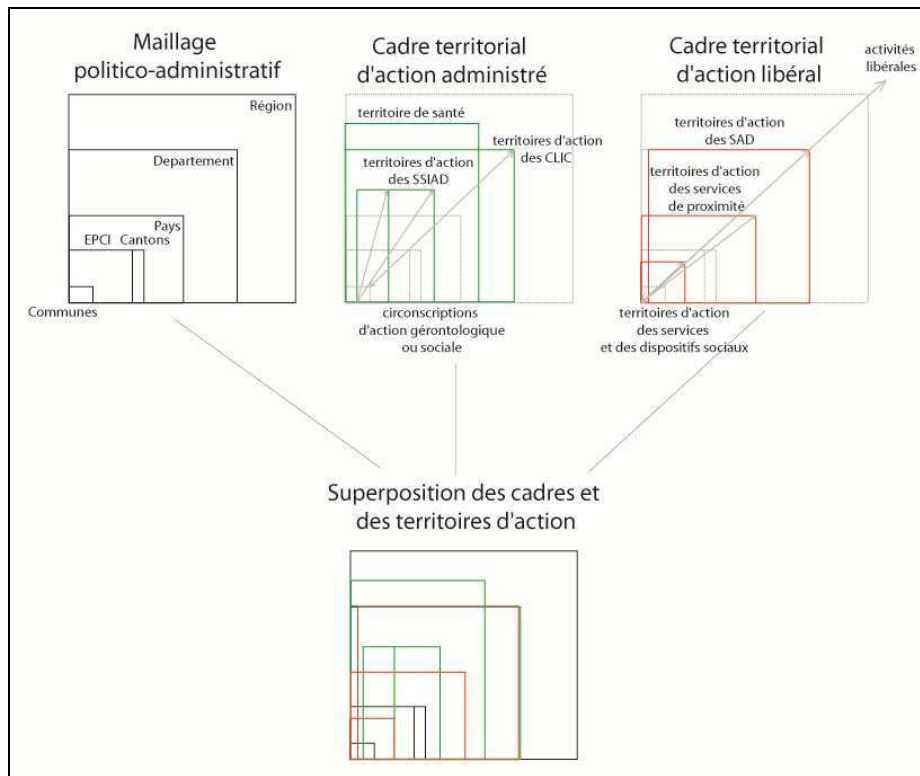 Maillage
politico-administratif
Région
Departement
Pays
EPCI Cantons
Communes
Cadre territorial
d'action administré
territoire de santé
territoires d'action
des CLIC
territoires d'action
des SSIAD
circonscriptions
d'action gérontologique
ou sociale
Cadre territorial
d'action libéral
activités
libérales
territoires d'action
des SAD
territoires d'action
des services
de proximité
territoires d'action
des services
et des dispositifs sociaux
Superposition des cadres et
des territoires d'action